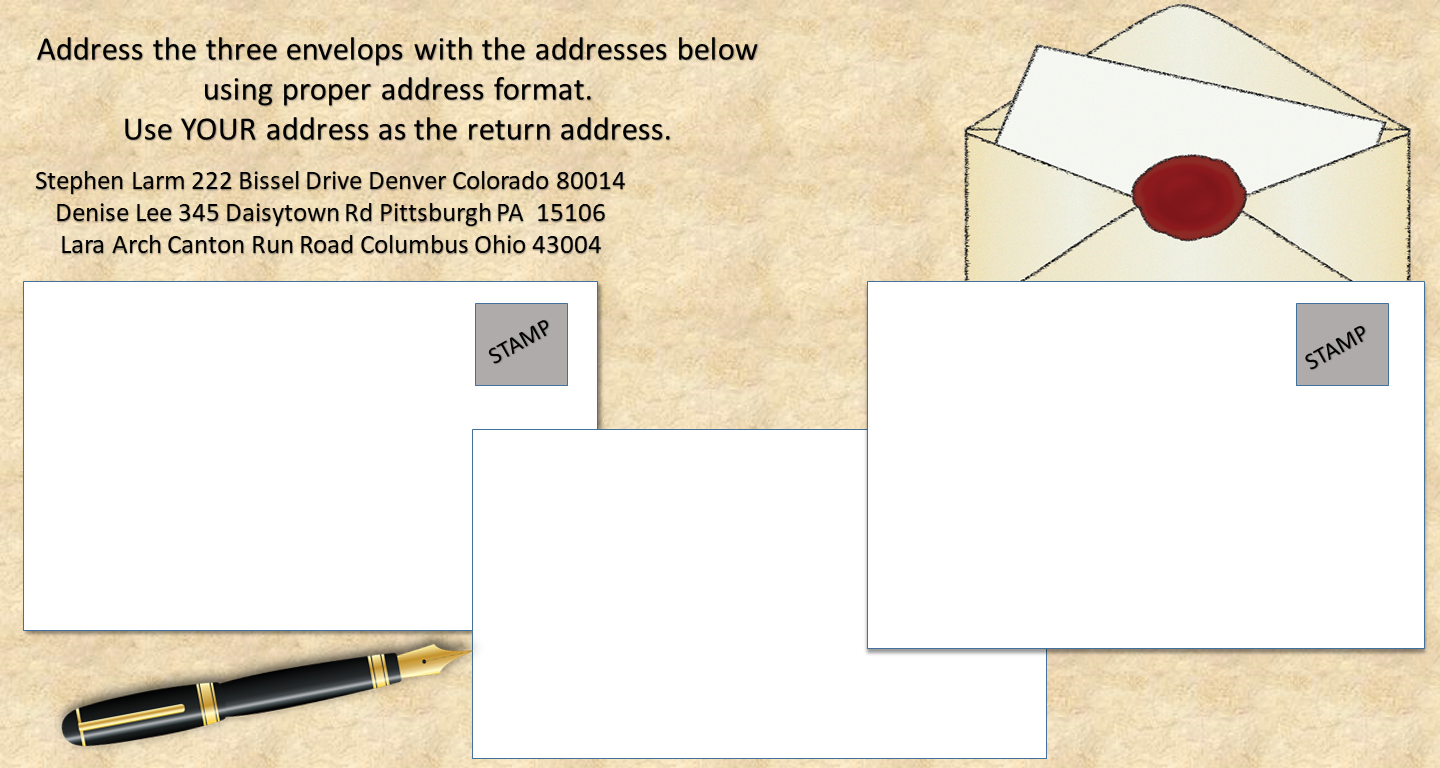 Address the three envelops with the addresses below
using proper address format.
Use YOUR address as the return address.
Stephen Larm 222 Bissel Drive Denver Colorado 80014
Denise Lee 345 Daisytown Rd Pittsburgh PA  15106
Lara Arch Canton Run Road Columbus Ohio 43004
STAMP
STAMP